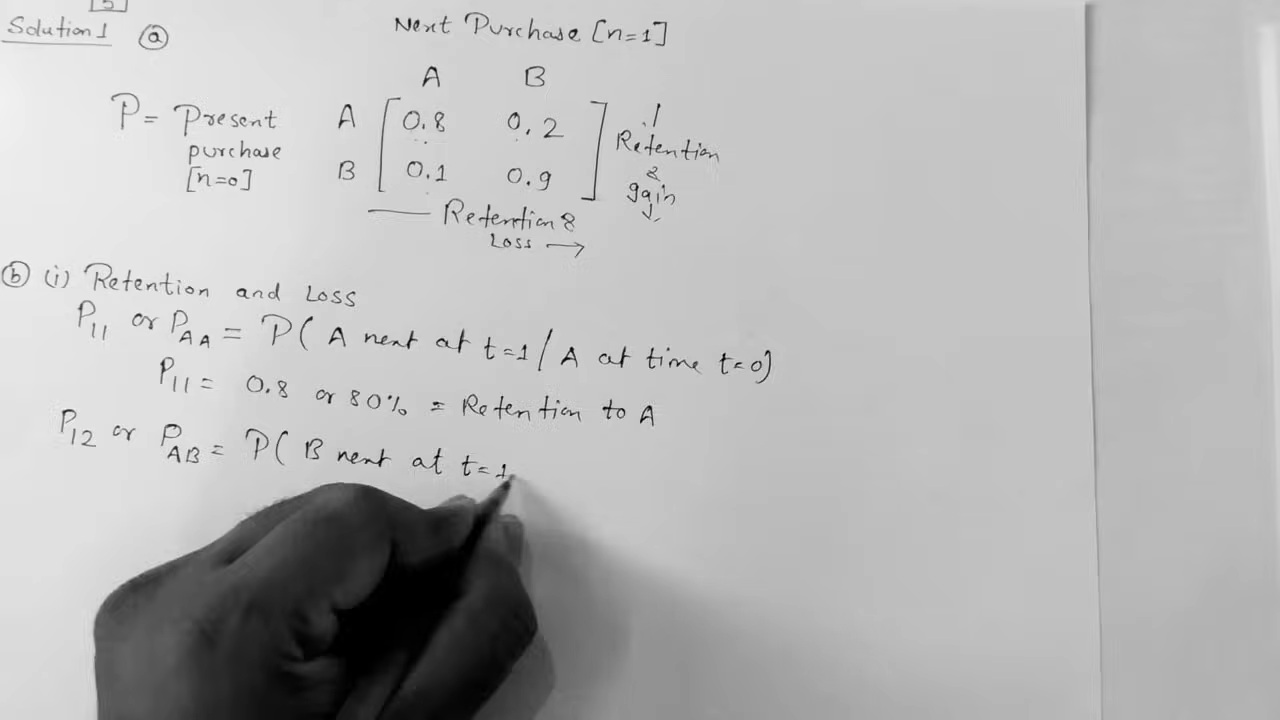 5
Solution 1 (a) Next Purchase [n=1]
A B
P = Present purchase [n=0]
A [ 0.8 0.2 ]
B [ 0.1 0.9 ]
Retention & gain ↓
Retention & Loss →
(b) (i) Retention and Loss
P11 or PAA = P( A next at t=1 / A at time t=0)
P11 = 0.8 or 80% = Retention to A
P12 or PAB = P( B next at t=1